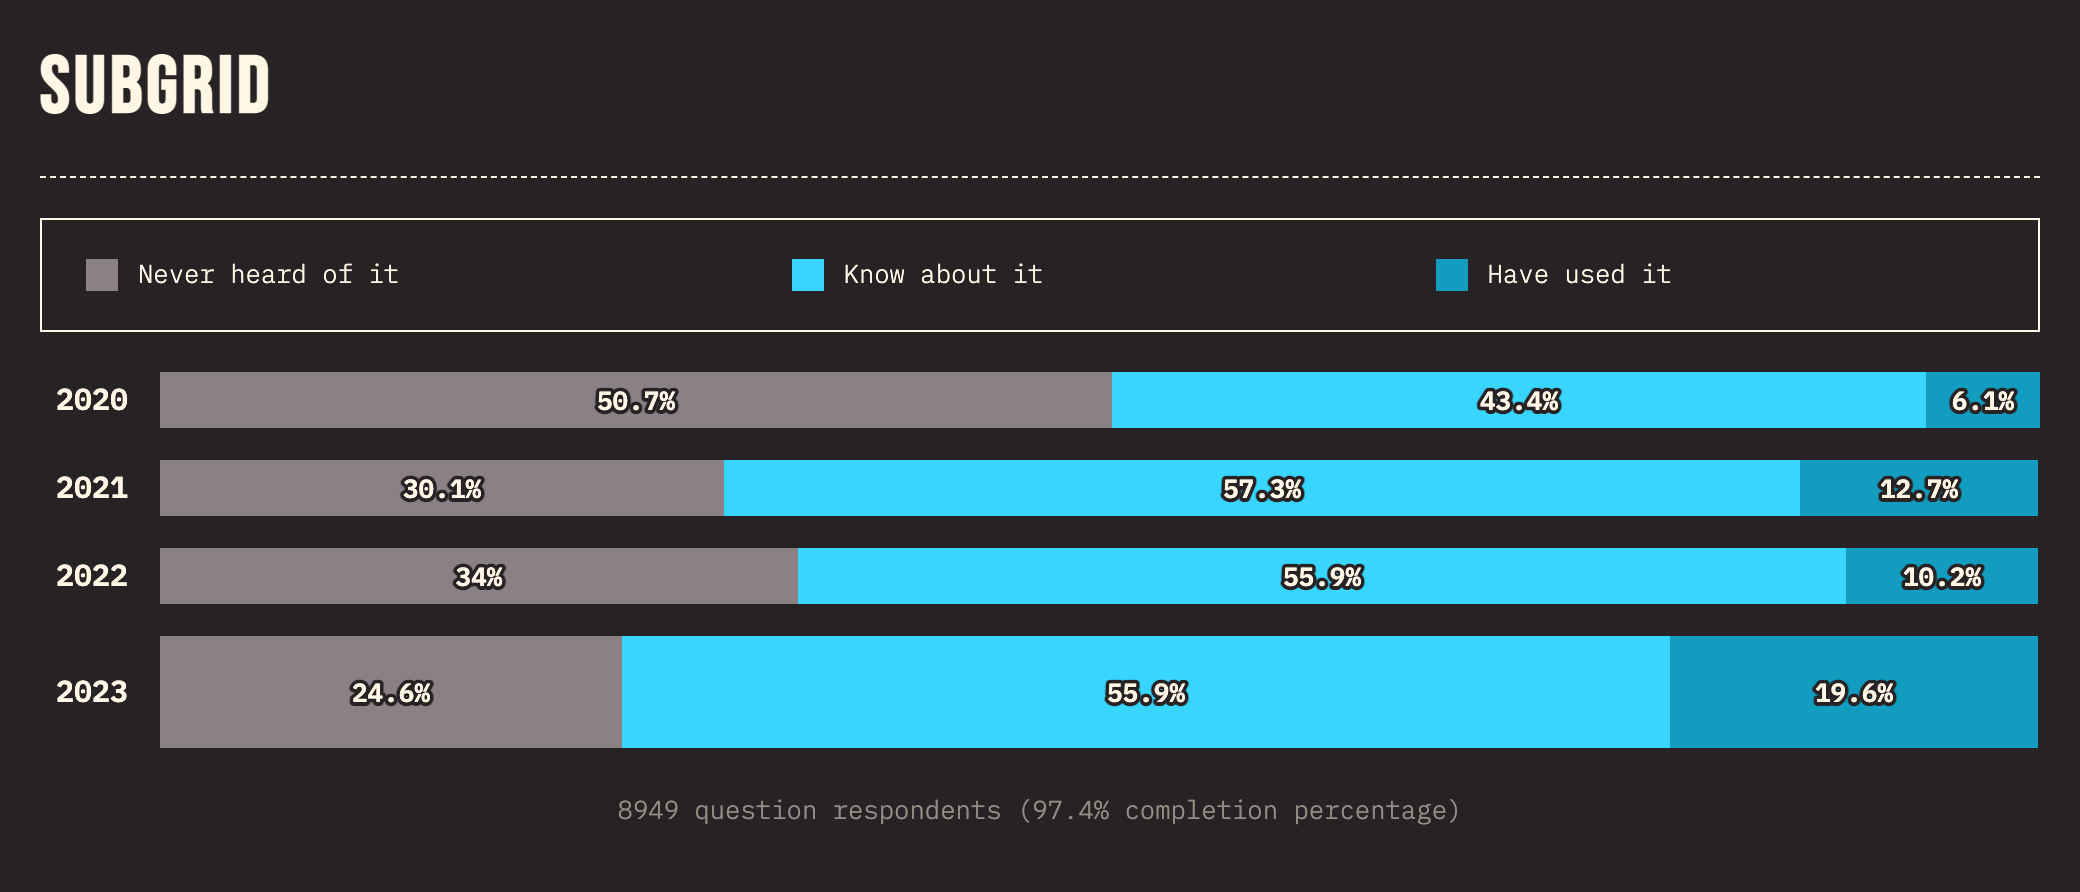 SUBGRID
Never heard of it Know about it Have used it
2020 50.7% 43.4% 6.1%
2021 30.1% 57.3% 12.7%
2022 34% 55.9% 10.2%
2023 24.6% 55.9% 19.6%
8949 question respondents (97.4% completion percentage)